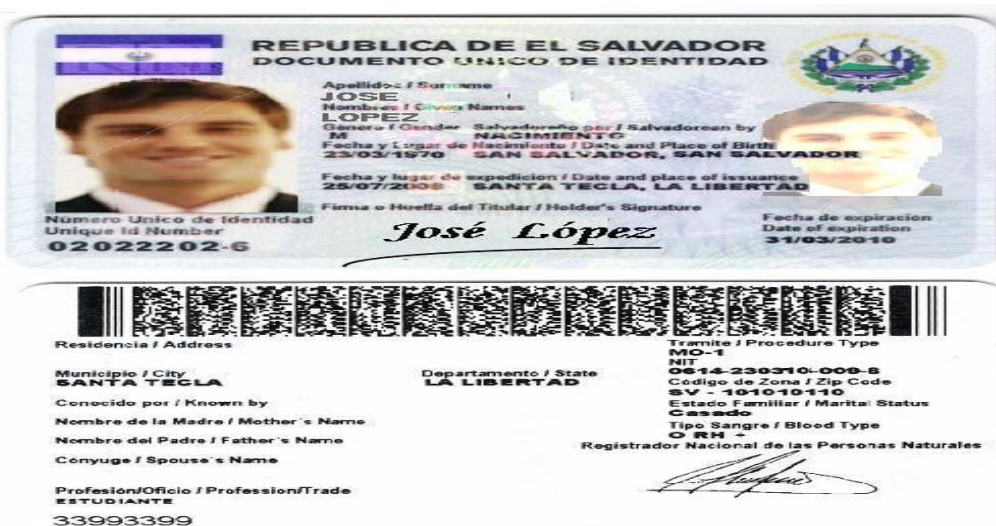 REPUBLICA DE EL SALVADOR
DOCUMENTO UNICO DE IDENTIDAD
Apellidos / Surname
JOSE
Nombres / Given Names
LOPEZ
Género / Gender Salvadoreño por / Salvadorean by
M NACIMIENTO
Fecha y Lugar de Nacimiento / Date and Place of Birth
23/03/1970 SAN SALVADOR, SAN SALVADOR
Fecha y lugar de expedicion / Date and place of issuance
25/07/2008 SANTA TECLA, LA LIBERTAD
Firma o Huella del Titular / Holder's Signature
José López
Número Unico de Identidad
Unique Id Number
02022202-6
Fecha de expiración
Date of expiration
31/03/2010
Residencia / Address
Municipio / City
SANTA TECLA
Departamento / State
LA LIBERTAD
Conocido por / Known by
Nombre de la Madre / Mother's Name
Nombre del Padre / Father's Name
Cónyuge / Spouse's Name
Profesión/Oficio / Profession/Trade
ESTUDIANTE
33993399
Tramite / Procedure Type
MO-1
NIT
0614-230310-009-8
Código de Zona / Zip Code
SV - 101010110
Estado Familiar / Marital Status
Casado
Tipo Sangre / Blood Type
O RH +
Registrador Nacional de las Personas Naturales